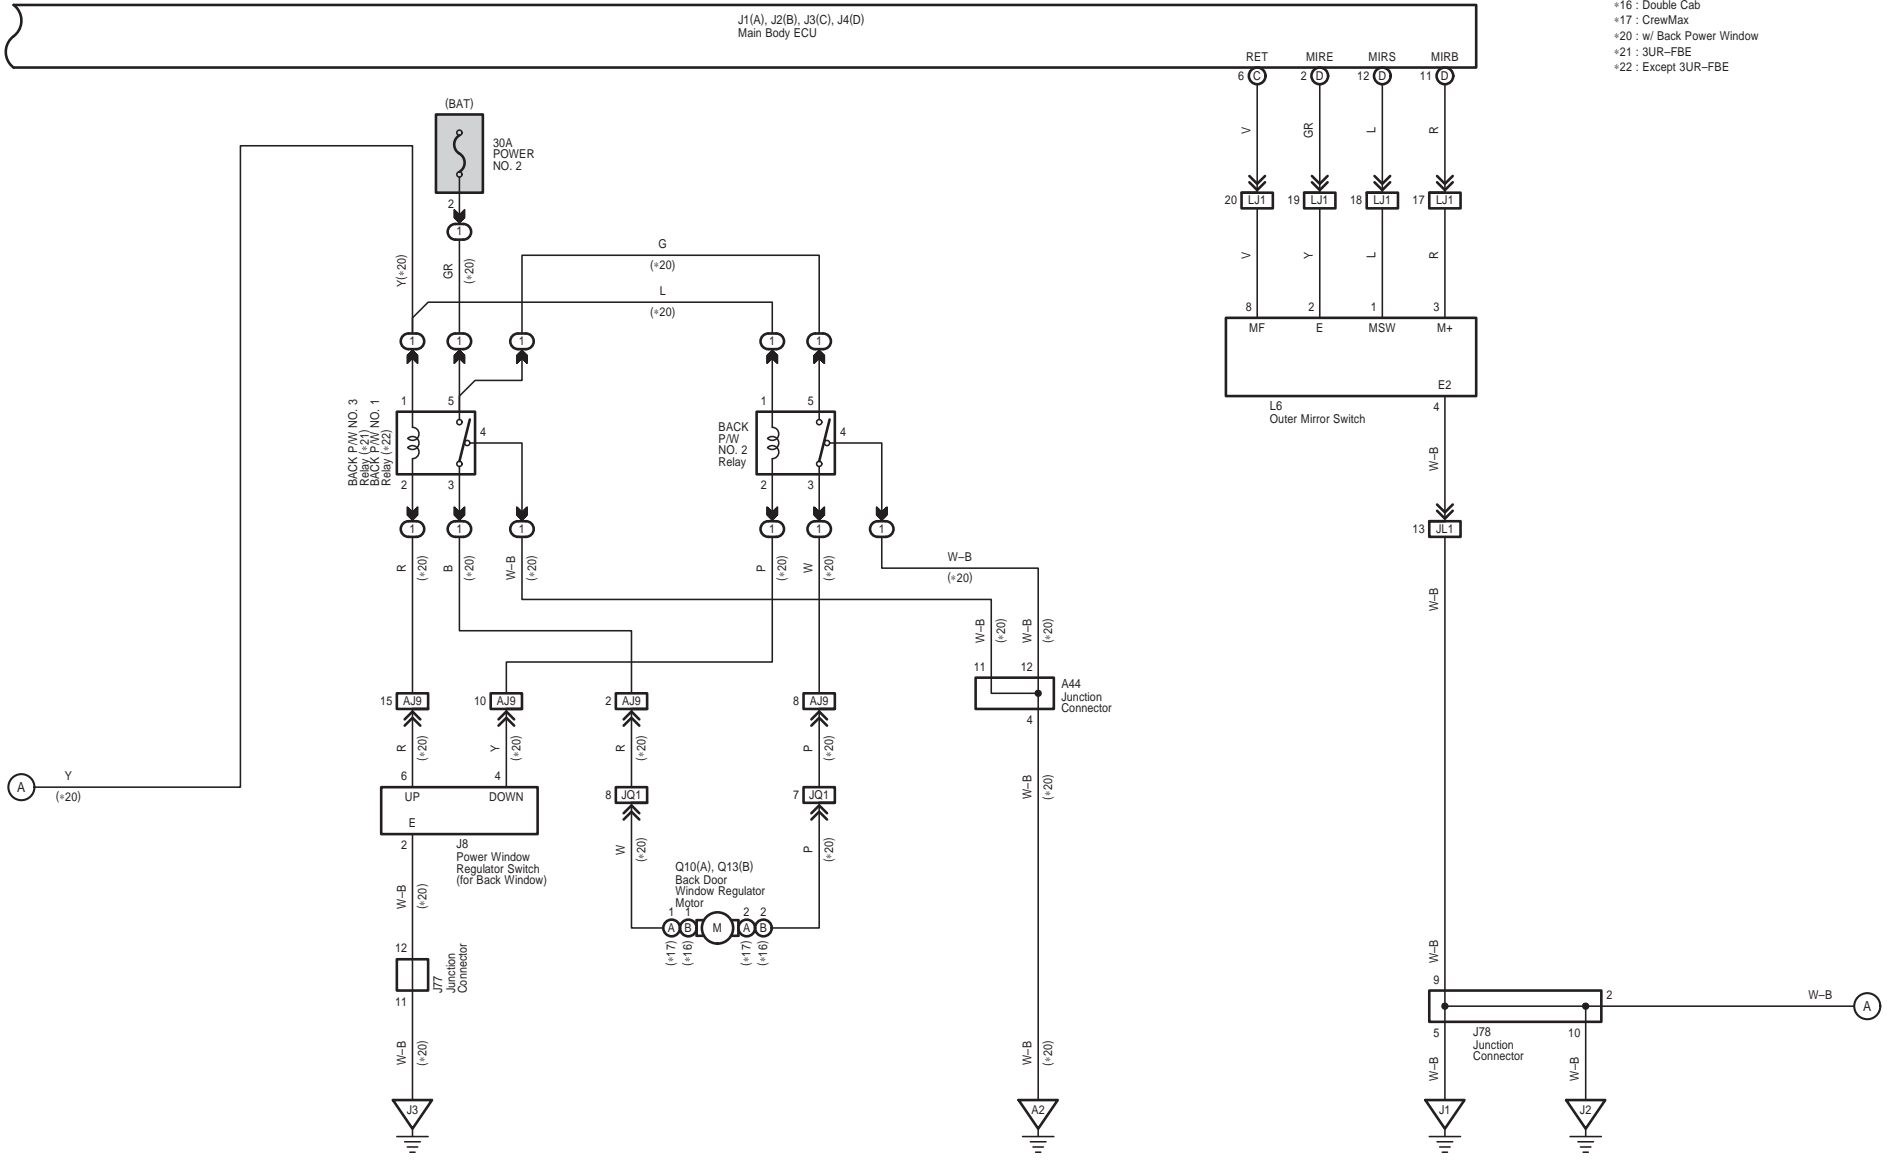 J1(A), J2(B), J3(C), J4(D)
Main Body ECU
∗16 : Double Cab
∗17 : CrewMax
∗20 : w/ Back Power Window
∗21 : 3UR–FBE
∗22 : Except 3UR–FBE
RET MIRE MIRS MIRB
6 C 2 D 12 D 11 D
(BAT)
30A
POWER
NO. 2
2
1
V GR L R
20 LJ1 19 LJ1 18 LJ1 17 LJ1
V Y L R
8 2 1 3
MF E MSW M+
E2
4
L6
Outer Mirror Switch
Y(∗20)
GR (∗20)
G
(∗20)
L
(∗20)
1 1 1 1 1
1 5
4
BACK P/W NO. 3
Relay (∗21)
BACK P/W NO. 1
Relay (∗22)
2 3
1 5
4
BACK
P/W
NO. 2
Relay
2 3
1 1 1 1 1 1
R (∗20) B (∗20) W–B (∗20) P (∗20) W (∗20)
W–B
(∗20)
W–B
13 JL1
W–B
W–B (∗20) W–B (∗20)
11 12
A44
Junction
Connector
4
15 AJ9 10 AJ9 2 AJ9 8 AJ9
R (∗20) Y (∗20) R (∗20) P (∗20)
A
Y
(∗20)
6 4
UP DOWN
E
2
J8
Power Window
Regulator Switch
(for Back Window)
8 JQ1 7 JQ1
W (∗20) P (∗20)
W–B (∗20)
Q10(A), Q13(B)
Back Door
Window Regulator
Motor
1 1 2 2
A B M A B
(∗17) (∗16) (∗17) (∗16)
W–B (∗20)
12
J77
Junction
Connector
11
W–B (∗20)
J3
W–B (∗20)
A2
W–B
9
2
W–B
A
5 10
J78
Junction
Connector
W–B W–B
J1 J2